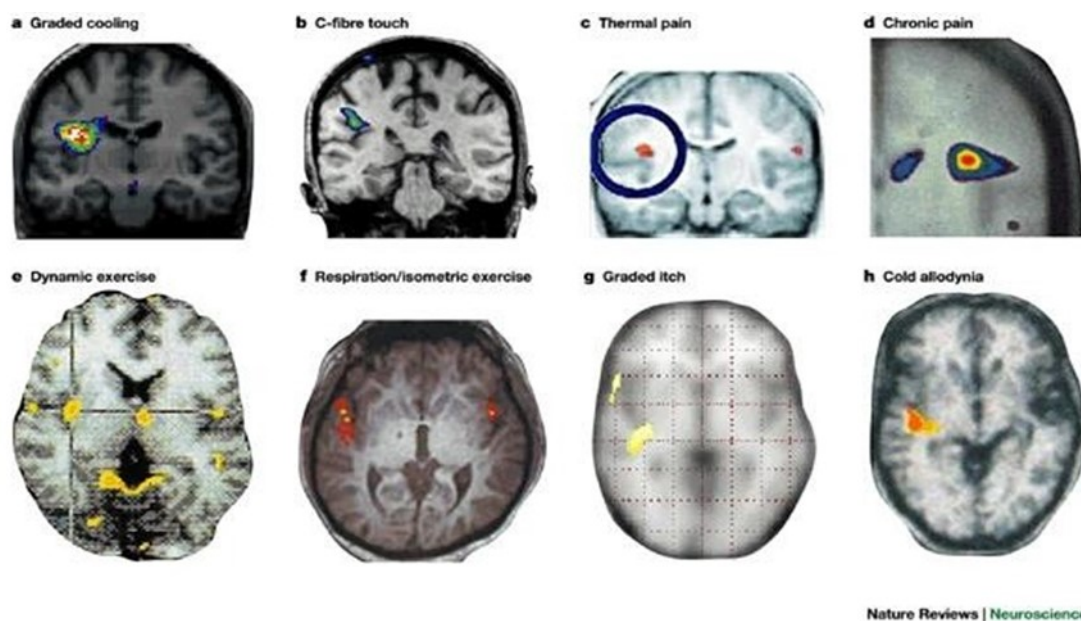 a Graded cooling
b C-fibre touch
c Thermal pain
d Chronic pain
e Dynamic exercise
f Respiration/isometric exercise
g Graded itch
h Cold allodynia
Nature Reviews | Neuroscience